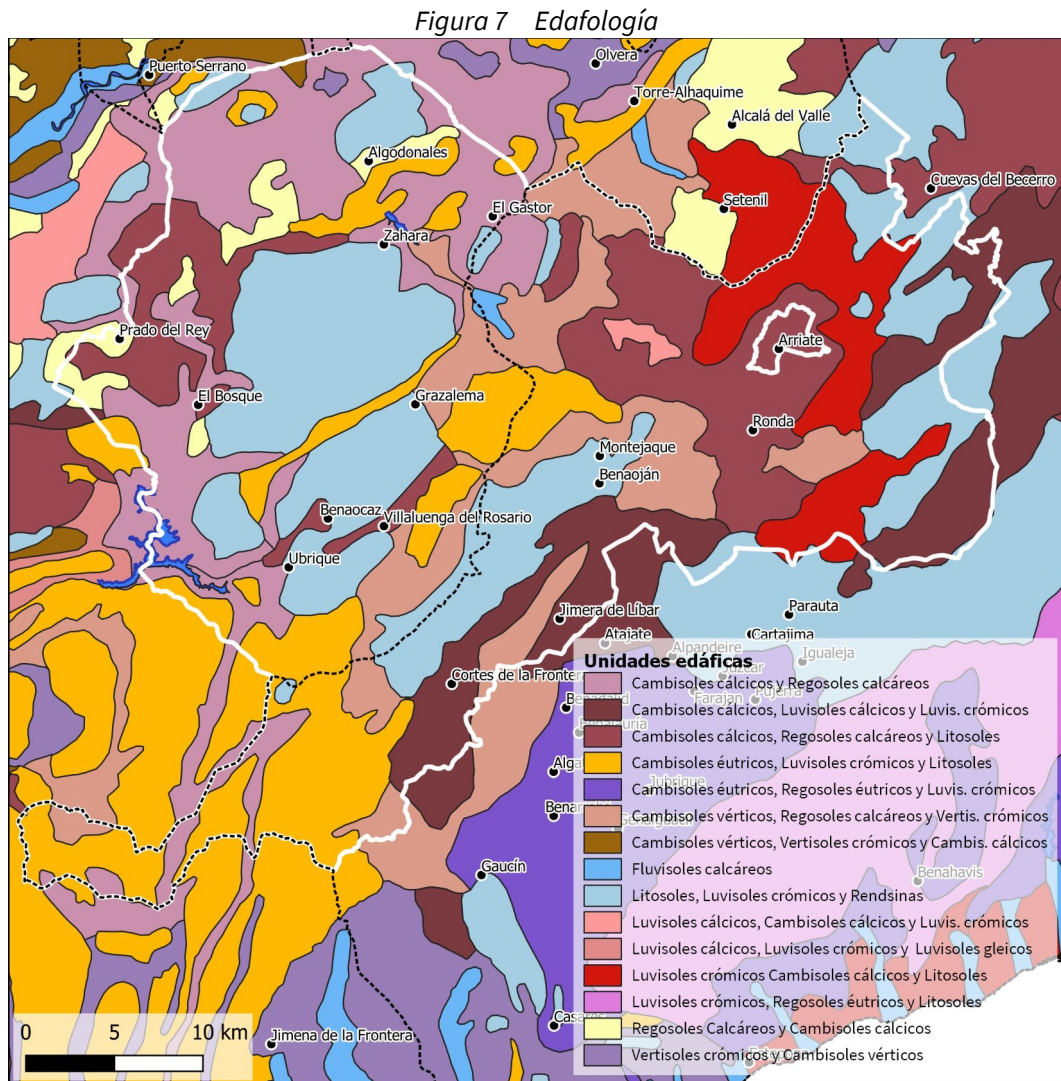 Figura 7 Edafología
Olvera
Puerto Serrano
Torre-Alhaquime
Alcalá del Valle
Algodonales
Cuevas del Becerro
Setenil
El Gastor
Zahara
Prado del Rey
Arriate
El Bosque
Grazalema
Ronda
Montejaque
Benaoján
Benaocaz
Villaluenga del Rosario
Ubrique
Parauta
Jimera de Líbar
Cartajima
Atajate
Alpandeire
Igualeja
Júzcar
Cortes de la Fronter
Farajan
Pujerra
Jubrique
Gaucín
Benahavis
Casares
Jimena de la Frontera
Unidades edáficas
Cambisoles cálcicos y Regosoles calcáreos
Cambisoles cálcicos, Luvisoles cálcicos y Luvis. crómicos
Cambisoles cálcicos, Regosoles calcáreos y Litosoles
Cambisoles éutricos, Luvisoles crómicos y Litosoles
Cambisoles éutricos, Regosoles éutricos y Luvis. crómicos
Cambisoles vérticos, Regosoles calcáreos y Vertis. crómicos
Cambisoles vérticos, Vertisoles crómicos y Cambis. cálcicos
Fluvisoles calcáreos
Litosoles, Luvisoles crómicos y Rendsinas
Luvisoles cálcicos, Cambisoles cálcicos y Luvis. crómicos
Luvisoles cálcicos, Luvisoles crómicos y Luvisoles gleicos
Luvisoles crómicos Cambisoles cálcicos y Litosoles
Luvisoles crómicos, Regosoles éutricos y Litosoles
Regosoles Calcáreos y Cambisoles cálcicos
Vertisoles crómicos y Cambisoles vérticos
0 5 10 km